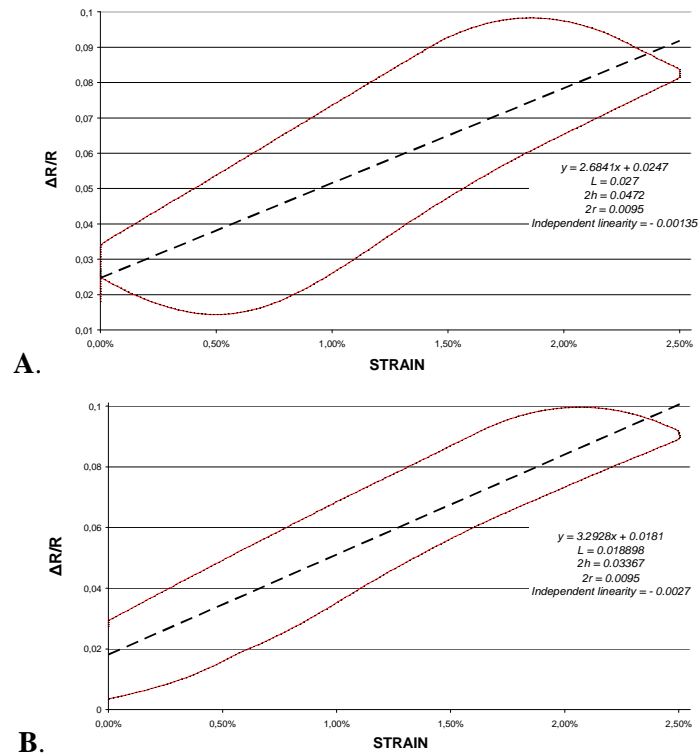 0,1
0,09
0,08
0,07
0,06
0,05
0,04
0,03
0,02
0,01
ΔR/R
y = 2.6841x + 0.0247
L = 0.027
2h = 0.0472
2r = 0.0095
Independent linearity = - 0.00135
0,00% 0,50% 1,00% 1,50% 2,00% 2,50%
STRAIN
A.
0,1
0,08
0,06
0,04
0,02
0
ΔR/R
y = 3.2928x + 0.0181
L = 0.018898
2h = 0.03367
2r = 0.0095
Independent linearity = - 0.0027
0,00% 0,50% 1,00% 1,50% 2,00% 2,50%
STRAIN
B.